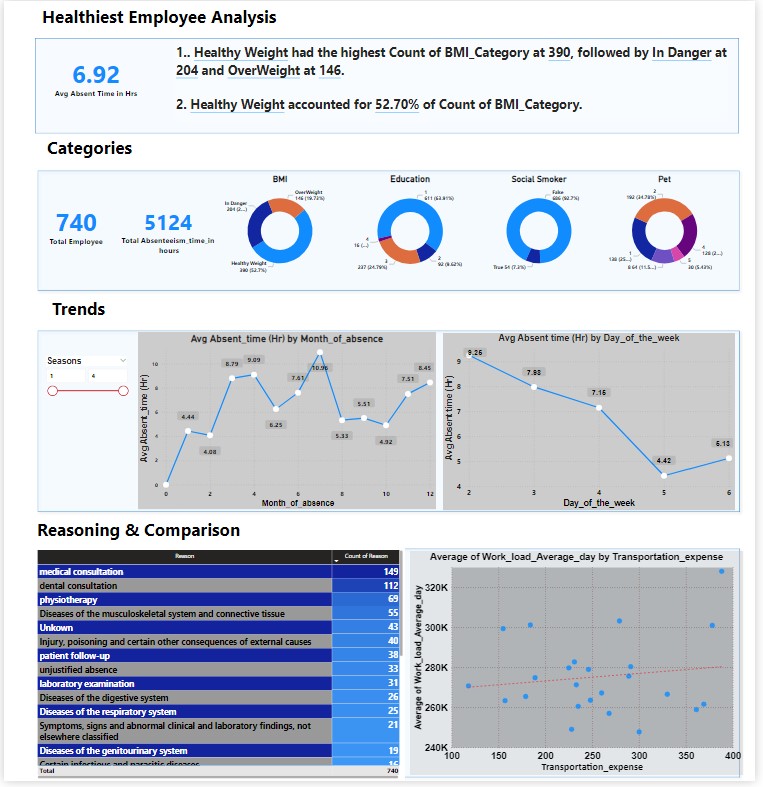 Healthiest Employee Analysis
6.92
Avg Absent Time in Hrs
1.. Healthy Weight had the highest Count of BMI_Category at 390, followed by In Danger at
204 and OverWeight at 146.
2. Healthy Weight accounted for 52.70% of Count of BMI_Category.
Categories
740
Total Employee
5124
Total Absenteeism_time_in
hours
BMI
OverWeight
146 (19.73%)
In Danger
204 (2...)
Healthy Weight
390 (52.7%)
Education
1
611 (63.81%)
4
16 (...)
3
237 (24.79%)
2
92 (9.62%)
Social Smoker
Fake
686 (92.7%)
True 54 (7.3%)
Pet
2
192 (34.78%)
1
138 (25...)
8 64 (11.5...)
5
30 (5.43%)
4
128 (2...)
Trends
Seasons
1 4
Avg Absent_time (Hr) by Month_of_absence
Avg Absent_time (Hr)
10
8
6
4
2
0
4.44
4.08
8.79
9.09
6.25
7.61
10.96
5.33
5.51
4.92
7.51
8.45
0 2 4 6 8 10 12
Month_of_absence
Avg Absent time (Hr) by Day_of_the_week
Avg Absent time (Hr)
9
8
7
6
5
4
9.25
7.98
7.15
4.42
5.13
2 3 4 5 6
Day_of_the_week
Reasoning & Comparison
Reason Count of Reason
medical consultation 149
dental consultation 112
physiotherapy 69
Diseases of the musculoskeletal system and connective tissue 55
Unkown 43
Injury, poisoning and certain other consequences of external causes 40
patient follow-up 38
unjustified absence 33
laboratory examination 31
Diseases of the digestive system 26
Diseases of the respiratory system 25
Symptoms, signs and abnormal clinical and laboratory findings, not 21
elsewhere classified
Diseases of the genitourinary system 19
Certain infectious and parasitic diseases 16
Total 740
Average of Work_load_Average_day by Transportation_expense
Average of Work_load_Average_day
320K
300K
280K
260K
240K
100 150 200 250 300 350 400
Transportation_expense